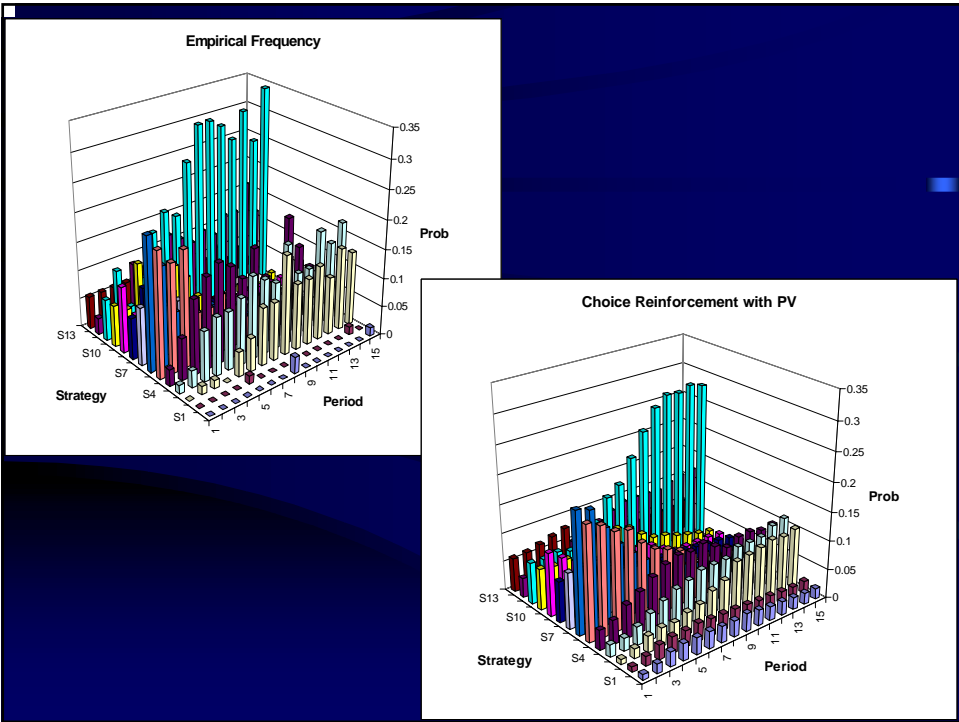 Empirical Frequency
0.35
0.3
0.25
0.2
Prob
0.15
0.1
0.05
0
S13
S10
S7
S4
S1
Strategy
1
3
5
7
9
11
13
15
Period
Choice Reinforcement with PV
0.35
0.3
0.25
0.2
Prob
0.15
0.1
0.05
0
S13
S10
S7
S4
S1
Strategy
1
3
5
7
9
11
13
15
Period